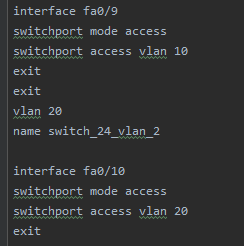 interface fa0/9
switchport mode access
switchport access vlan 10
exit
exit
vlan 20
name switch_24_vlan_2
interface fa0/10
switchport mode access
switchport access vlan 20
exit